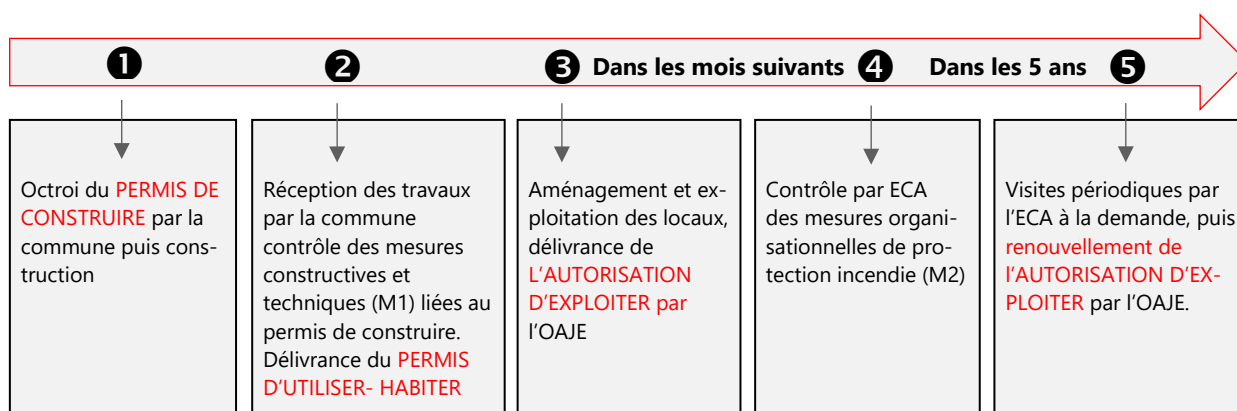 ❶ ❷ ❸ Dans les mois suivants ❹ Dans les 5 ans ❺
Octroi du PERMIS DE
CONSTRUIRE par la
commune puis cons-
truction
Réception des travaux
par la commune
contrôle des mesures
constructives et
techniques (M1) liées au
permis de construire.
Délivrance du PERMIS
D'UTILISER- HABITER
Aménagement et ex-
ploitation des locaux,
délivrance de
L'AUTORISATION
D'EXPLOITER par
l'OAJE
Contrôle par ECA
des mesures organi-
sationnelles de pro-
tection incendie (M2)
Visites périodiques par
l'ECA à la demande, puis
renouvellement de
l'AUTORISATION D'EX-
PLOITER par l'OAJE.